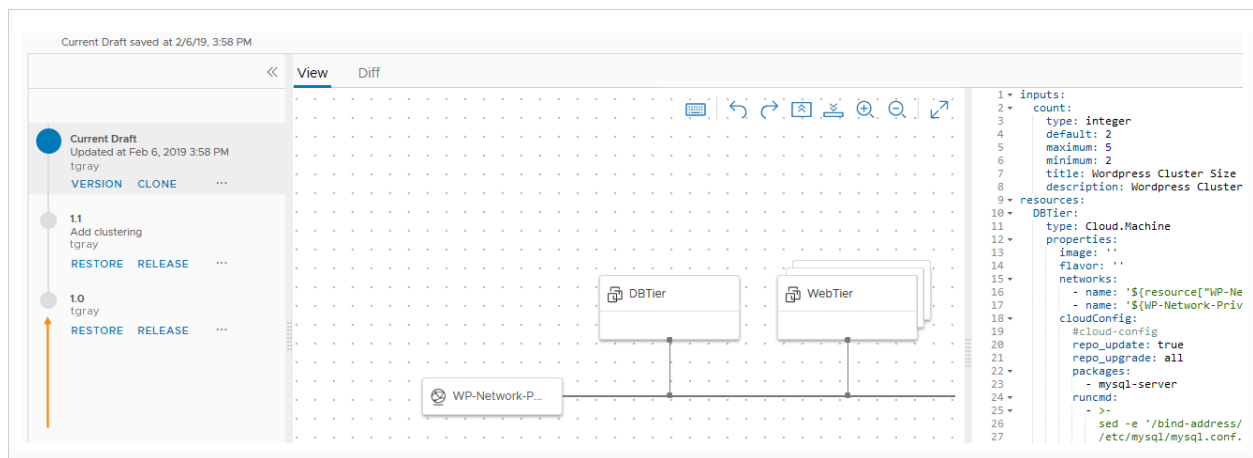 Current Draft saved at 2/6/19, 3:58 PM
View Diff
Current Draft
Updated at Feb 6, 2019 3:58 PM
tgray
VERSION CLONE ...
1.1
Add clustering
tgray
RESTORE RELEASE ...
1.0
tgray
RESTORE RELEASE ...
DBTier
WebTier
WP-Network-P...
1 inputs:
2 count:
3 type: integer
4 default: 2
5 maximum: 5
6 minimum: 2
7 title: Wordpress Cluster Size
8 description: Wordpress Cluster
9 resources:
10 DBTier:
11 type: Cloud.Machine
12 properties:
13 image: ''
14 flavor: ''
15 networks:
16 - name: '${resource["WP-Ne
17 - name: '${WP-Network-Priv
18 cloudConfig:
19 #cloud-config
20 repo_update: true
21 repo_upgrade: all
22 packages:
23 - mysql-server
24 runcmd:
25 - >-
26 sed -e '/bind-address/
27 /etc/mysql/mysql.conf.